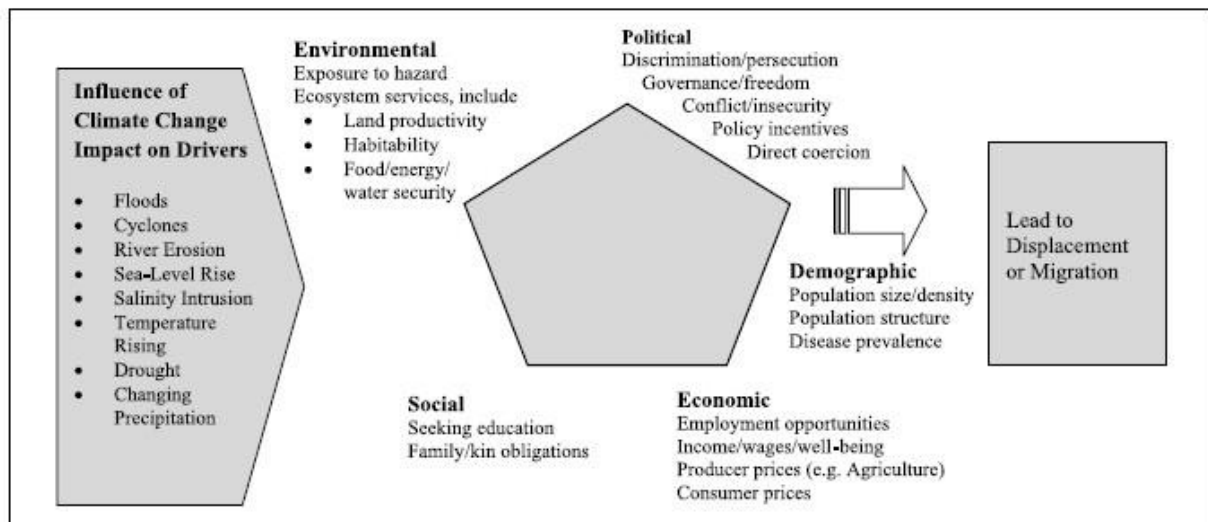 Influence of
Climate Change
Impact on Drivers
• Floods
• Cyclones
• River Erosion
• Sea-Level Rise
• Salinity Intrusion
• Temperature
Rising
• Drought
• Changing
Precipitation
Environmental
Exposure to hazard
Ecosystem services, include
• Land productivity
• Habitability
• Food/energy/
water security
Political
Discrimination/persecution
Governance/freedom
Conflict/insecurity
Policy incentives
Direct coercion
Demographic
Population size/density
Population structure
Disease prevalence
Social
Seeking education
Family/kin obligations
Economic
Employment opportunities
Income/wages/well-being
Producer prices (e.g. Agriculture)
Consumer prices
Lead to
Displacement
or Migration